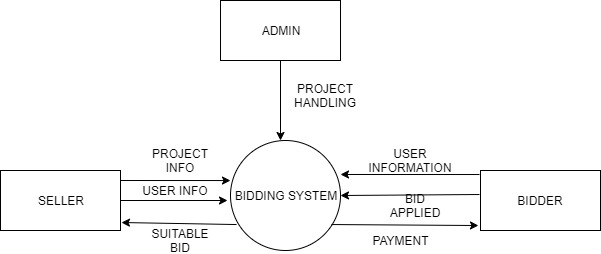 ADMIN
PROJECT
HANDLING
PROJECT
INFO
USER INFO
SELLER
SUITABLE
BID
BIDDING SYSTEM
USER
INFORMATION
BID
APPLIED
BIDDER
PAYMENT